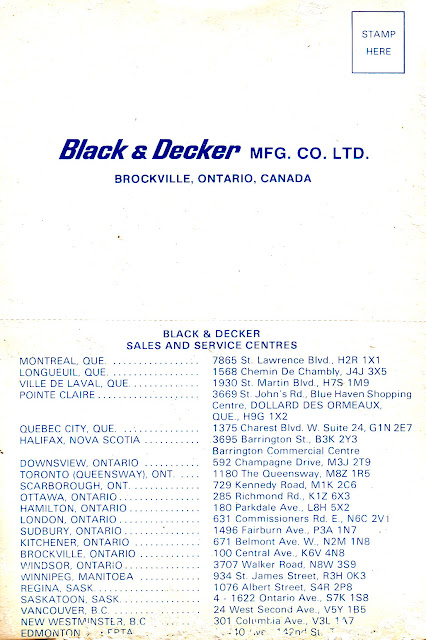 STAMP
HERE
Black & Decker MFG. CO. LTD.
BROCKVILLE, ONTARIO, CANADA
BLACK & DECKER
SALES AND SERVICE CENTRES
MONTREAL, QUE. ................ 7865 St. Lawrence Blvd., H2R 1X1
LONGUEUIL, QUE. ................ 1568 Chemin De Chambly, J4J 3X5
VILLE DE LAVAL, QUE. ............ 1930 St. Martin Blvd., H7S 1M9
POINTE CLAIRE ................... 3669 St. John's Rd., Blue Haven Shopping
Centre, DOLLARD DES ORMEAUX,
QUE., H9G 1X2
QUEBEC CITY, QUE. .............. 1375 Charest Blvd. W. Suite 24, G1N 2E7
HALIFAX, NOVA SCOTIA ........... 3695 Barrington St., B3K 2Y3
Barrington Commercial Centre
DOWNSVIEW, ONTARIO .......... 592 Champagne Drive, M3J 2T9
TORONTO (QUEENSWAY), ONT. .... 1180 The Queensway, M8Z 1R5
SCARBOROUGH, ONT. ............. 729 Kennedy Road, M1K 2C6
OTTAWA, ONTARIO ............... 285 Richmond Rd., K1Z 6X3
HAMILTON, ONTARIO ............. 180 Parkdale Ave., L8H 5X2
LONDON, ONTARIO ............... 631 Commissioners Rd. E., N6C 2V1
SUDBURY, ONTARIO .............. 1496 Fairburn Ave., P3A 1N7
KITCHENER, ONTARIO ............ 671 Belmont Ave. W., N2M 1N8
BROCKVILLE, ONTARIO ........... 100 Central Ave., K6V 4N8
WINDSOR, ONTARIO .............. 3707 Walker Road, N8W 3S9
WINNIPEG, MANITOBA ............ 934 St. James Street, R3H 0K3
REGINA, SASK. ................... 1076 Albert Street, S4R 2P8
SASKATOON, SASK. ............... 4 - 1622 Ontario Ave., S7K 1S8
VANCOUVER, B.C. ................ 24 West Second Ave., V5Y 1B5
NEW WESTMINSTER, B.C. .......... 301 Columbia Ave., V3L
EDMONTON 142nd St.